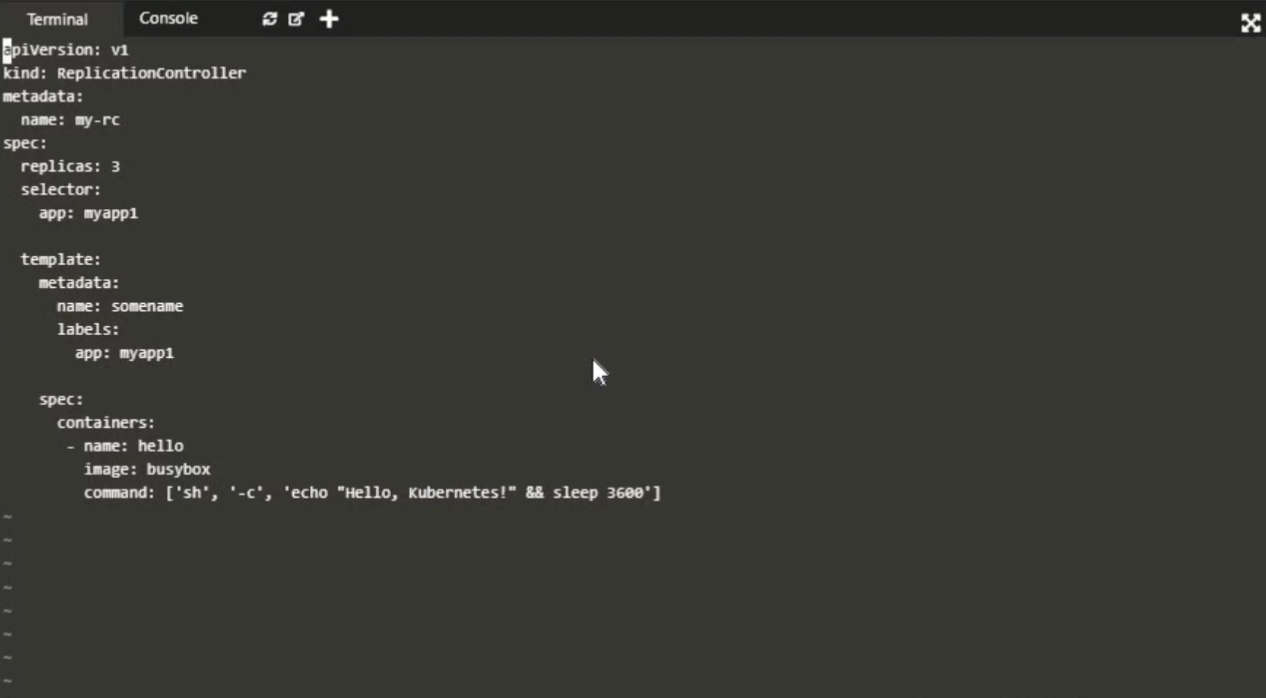 Terminal Console
apiVersion: v1
kind: ReplicationController
metadata:
  name: my-rc
spec:
  replicas: 3
  selector:
    app: myapp1

  template:
    metadata:
      name: somename
      labels:
        app: myapp1

    spec:
      containers:
       - name: hello
         image: busybox
         command: ['sh', '-c', 'echo "Hello, Kubernetes!" && sleep 3600']
~
~
~
~
~
~
~
~